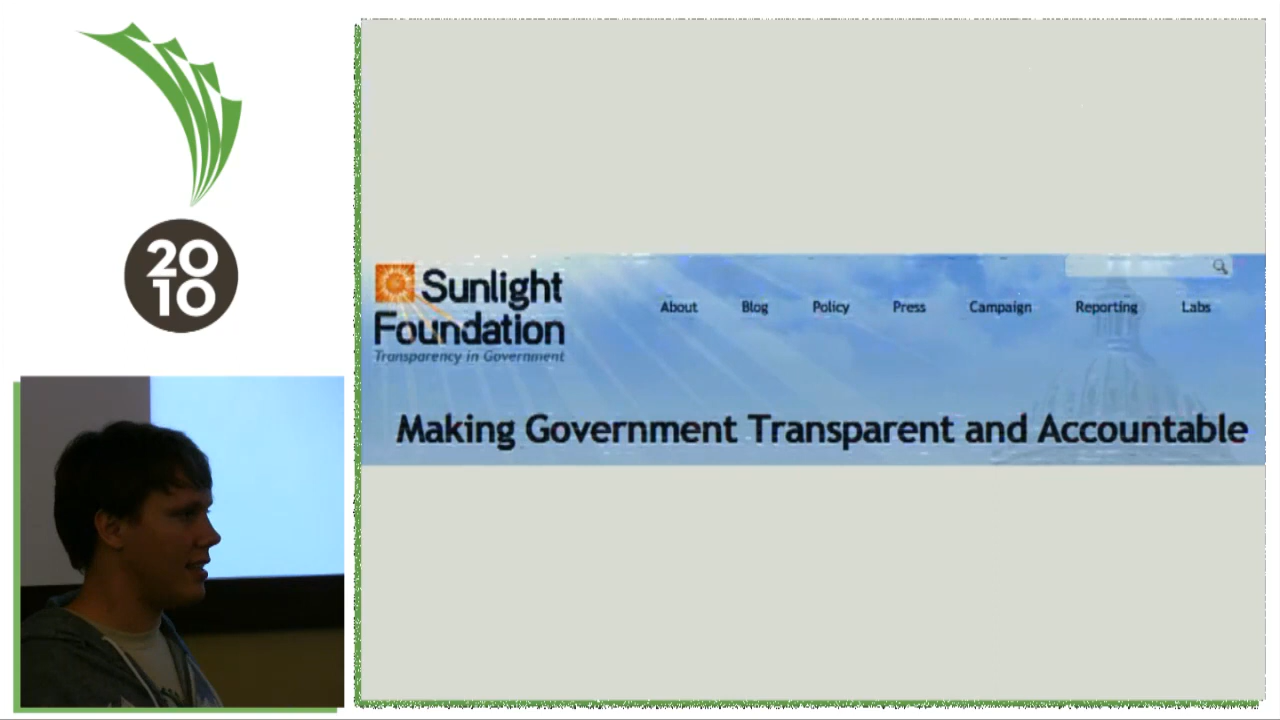 20
10
Sunlight
Foundation
Transparency in Government
About Blog Policy Press Campaign Reporting Labs
Making Government Transparent and Accountable